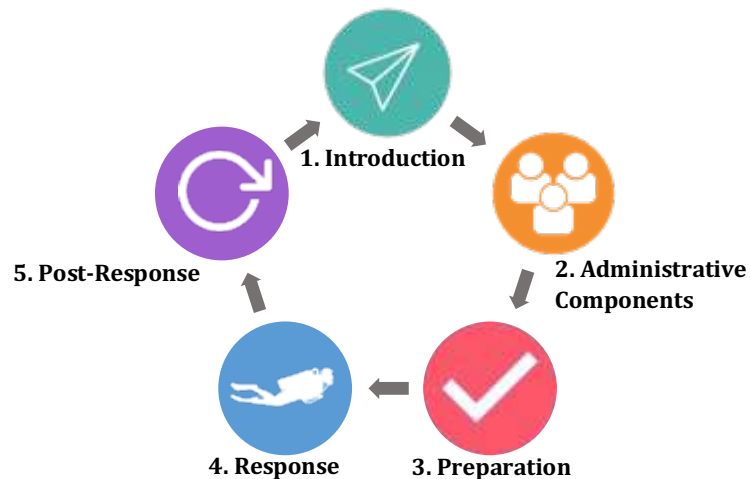 1. Introduction
2. Administrative
Components
3. Preparation
4. Response
5. Post-Response